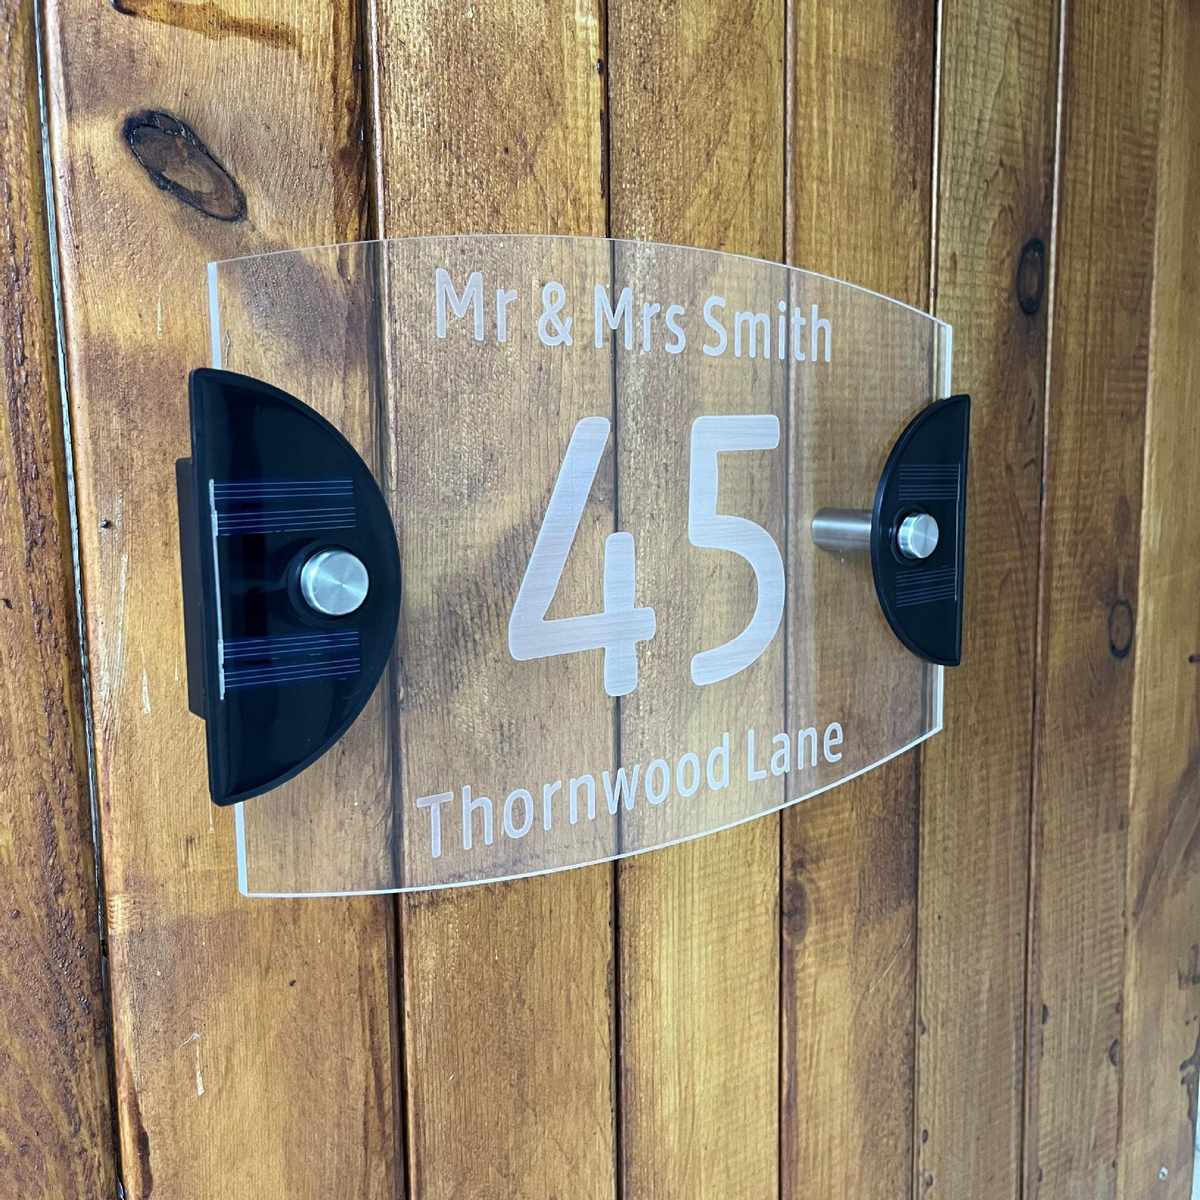 Mr & Mrs Smith
45
Thornwood Lane